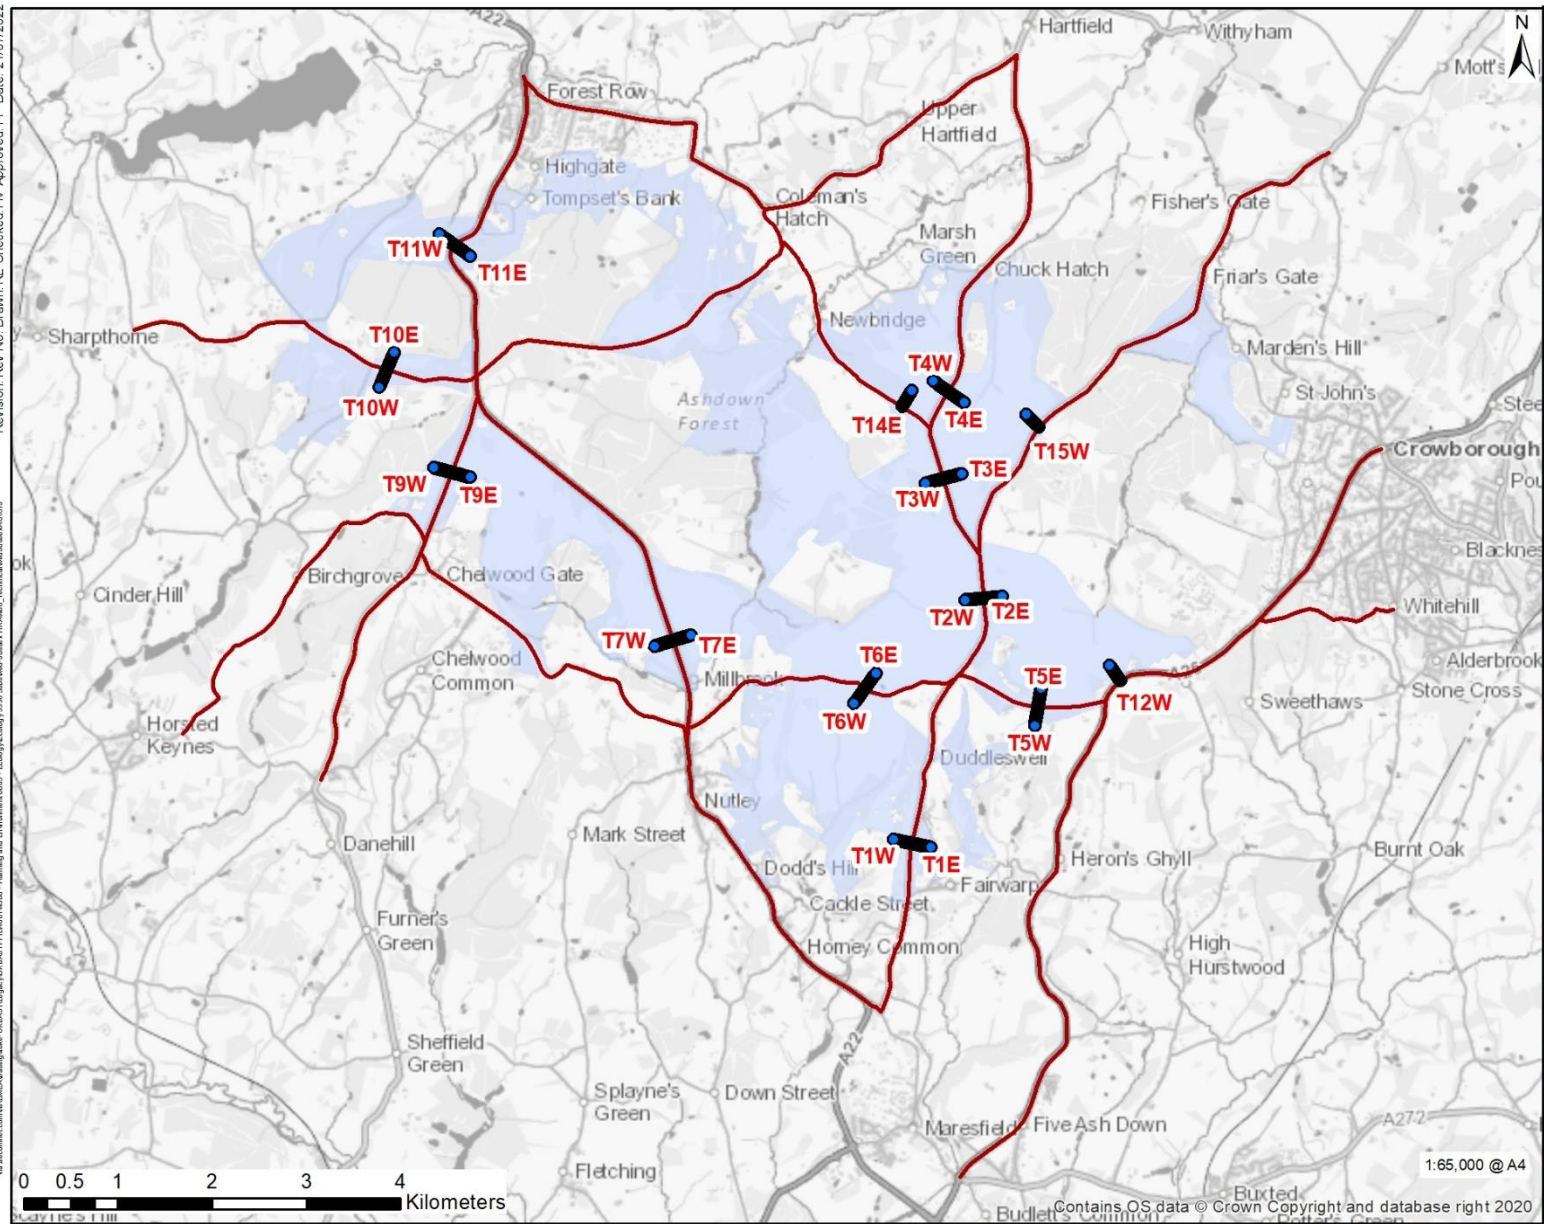 A22
Hartfield
Withyham
N
Mott's
Forest Row
Upper
Hartfield
Highgate
Tompset's Bank
Coleman's
Hatch
Fisher's Gate
T11W
T11E
Marsh
Green
Chuck Hatch
Friar's Gate
Sharpthorne
T10E
T10W
Newbridge
Marden's Hill
T4W
T4E
T14E
St John's
Ashdown
Forest
T15W
Crowborough
T9W
T9E
T3E
T3W
Birchgrove
Chelwood Gate
Cinder Hill
T2W
T2E
Whitehill
T7W
T7E
Chelwood
Common
Millbrook
T6E
T6W
T5E
T5W
T12W
Alderbrook
Stone Cross
Sweethaws
Horsted
Keynes
Duddleswell
Nutley
Mark Street
Danehill
Dodd's Hill
T1W
T1E
Heron's Ghyll
Burnt Oak
Fairwarp
Cackle Street
Furner's
Green
Horney Common
High
Hurstwood
Sheffield
Green
A22
Splayne's
Green
Down Street
Maresfield
Five Ash Down
A272
Fletching
1:65,000 @ A4
0 0.5 1 2 3 4
Kilometers
Buxted
Budlett's Common
Contains OS data © Crown Copyright and database right 2020